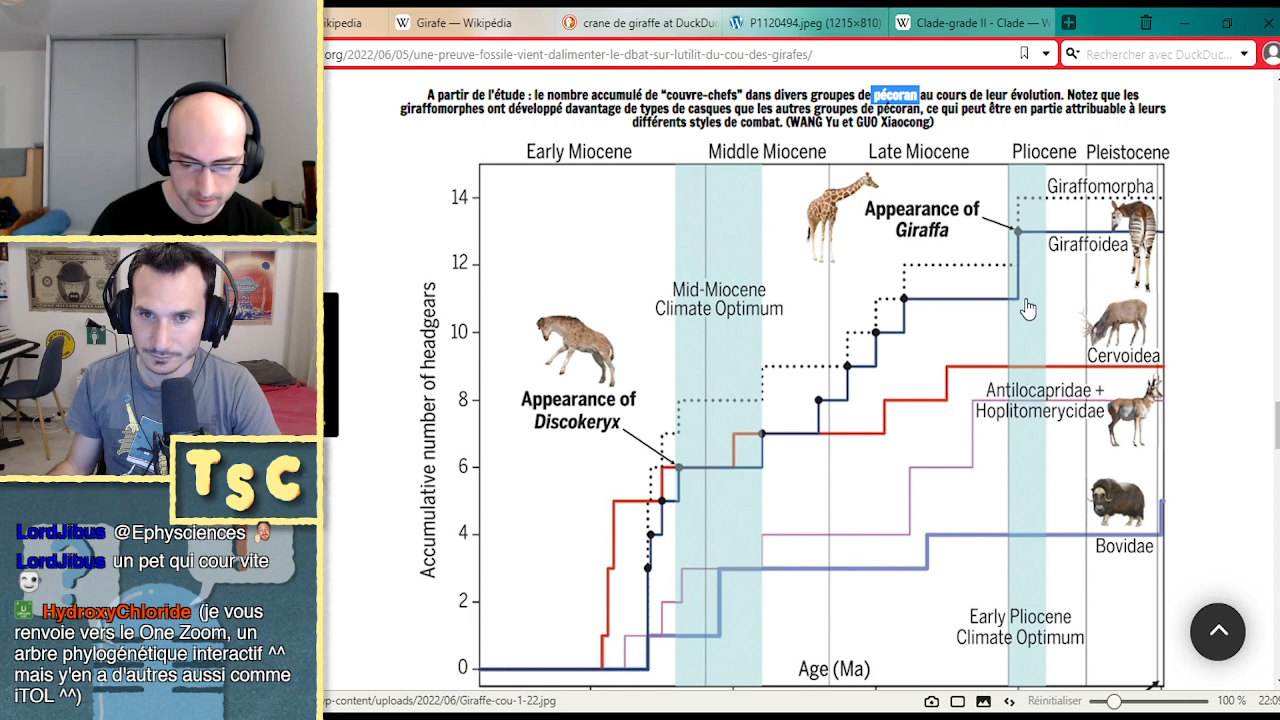 ikipedia
Girafe — Wikipédia
crane de giraffe at DuckDuc
P1120494.jpeg (1215×810)
Clade-grade II - Clade — W
org/2022/06/05/une-preuve-fossile-vient-dalimenter-le-dbat-sur-lutilit-du-cou-des-girafes/
Rechercher avec DuckDuc...
A partir de l'étude : le nombre accumulé de "couvre-chefs" dans divers groupes de pécoran au cours de leur évolution. Notez que les
giraffomorphes ont développé davantage de types de casques que les autres groupes de pécoran, ce qui peut être en partie attribuable à leurs
différents styles de combat. (WANG Yu et GUO Xiaocong)
Early Miocene
Middle Miocene
Late Miocene
Pliocene
Pleistocene
14
12
10
8
6
4
2
0
Accumulative number of headgears
Giraffomorpha
Appearance of
Giraffa
Giraffoidea
Mid-Miocene
Climate Optimum
Cervoidea
Appearance of
Discokeryx
Antilocapridae +
Hoplitomerycidae
Bovidae
Early Pliocene
Climate Optimum
Age (Ma)
TSC
LordJibus @Ephysciences
LordJibus un pet qui cour vite
HydroxyChloride (je vous
renvoie vers le One Zoom, un
arbre phylogénétique interactif ^^
mais y'en a d'autres aussi comme
iTOL ^^)
vp-content/uploads/2022/06/Giraffe-cou-1-22.jpg
Réinitialiser
100 %
22:09